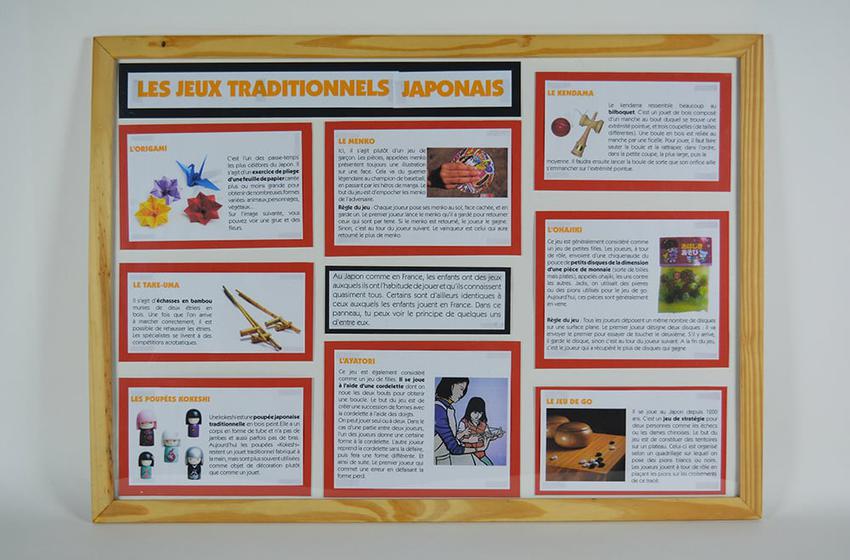 LES JEUX TRADITIONNELS JAPONAIS
L'ORIGAMI
C'est l'un des passe-temps
les plus célèbres du Japon. Il
s'agit d'un exercice de pliage
d'une feuille de papier carrée
plus ou moins grande pour
obtenir de nombreuses formes
variées: animaux, personnages,
végétaux...
Sur l'image suivante, vous
pouvez voir une grue et des
fleurs.
LE TAKE-UMA
Il s'agit d'échasses en bambou
munies de deux étriers en
bois. Une fois que l'on arrive
à marcher correctement, il est
possible de rehausser les étriers.
Les spécialistes se livrent à des
compétitions acrobatiques.
LES POUPÉES KOKESHI
Une kokeshi est une poupée japonaise
traditionnelle en bois peint. Elle a un
corps en forme de tube et n'a pas de
jambes et aussi parfois pas de bras.
Aujourd'hui les poupées «Kokeshi»
restent un jouet traditionnel fabriqué à
la main, mais sont plus souvent utilisées
comme objet de décoration plutôt
que comme un jouet.
LE MENKO
Ici, il s'agit plutôt d'un jeu de
garçon. Les pièces, appelées menko
présentent toujours une illustration
sur une face. Cela va du guerrier
légendaire au champion de baseball,
en passant par les héros de manga. Le
but du jeu est d'empocher les menko
de l'adversaire.
Règle du jeu : Chaque joueur pose ses menko au sol, face cachée, et en
garde un. Le premier joueur lance le menko qu'il a gardé pour retourner
ceux qui sont par terre. Si le menko est retourné, le joueur le gagne.
Sinon, c'est au tour du joueur suivant. Le vainqueur est celui qui aura
retourné le plus de menko.
Au Japon comme en France, les enfants ont des jeux
auxquels ils ont l'habitude de jouer et qu'ils connaissent
quasiment tous. Certains sont d'ailleurs identiques à
ceux auxquels les enfants jouent en France. Dans ce
panneau, tu peux voir le principe de quelques uns
d'entre eux.
L'AYATORI
Ce jeu est également considéré
comme un jeu de filles. Il se joue
à l'aide d'une cordelette dont on
noue les deux bouts pour obtenir
une boucle. Le but du jeu est de
créer une succession de formes avec
la cordelette à l'aide des doigts.
On peut jouer seul ou à deux. Dans le
cas d'une partie entre deux joueurs,
l'un des joueurs donne une certaine
forme à la cordelette. L'autre joueur
reprend la cordelette sans la défaire,
puis fera une forme différente. Et
ainsi de suite. Le premier joueur qui
commet une erreur en défaisant la
forme perd.
LE KENDAMA
Le kendama ressemble beaucoup au
bilboquet. C'est un jouet de bois composé
d'un manche au bout duquel se trouve une
extrémité pointue, et trois coupelles (de tailles
différentes). Une boule en bois est reliée au
manche par une ficelle. Pour jouer, il faut faire
sauter la boule et la rattraper, dans l'ordre,
dans la petite coupe, la plus large, puis la
moyenne. Il faudra ensuite lancer la boule de sorte que son orifice aille
s'emmancher sur l'extrémité pointue.
L'OHAJIKI
Ce jeu est généralement considéré comme
un jeu de petites filles. Les joueurs, à tour
de rôle, envoient d'une chiquenaude du
pouce de petits disques de la dimension
d'une pièce de monnaie (sorte de billes
mais plates), appelés ohajiki, les uns contre
les autres. Jadis, on utilisait des pierres
ou des pions utilisés pour le jeu de go.
Aujourd'hui, ces pièces sont généralement
en verre.
おはじき
あそび
Règle du jeu : Tous les joueurs déposent un même nombre de disques
sur une surface plane. Le premier joueur désigne deux disques : il va
envoyer le premier pour essayer de toucher le deuxième. S'il y arrive,
il garde le disque, sinon c'est au tour du joueur suivant. A la fin du jeu,
c'est le joueur qui a récupéré le plus de disques qui gagne.
LE JEU DE GO
Il se joue au Japon depuis 1200
ans. C'est un jeu de stratégie pour
deux personnes comme les échecs
ou les dames chinoises. Le but du
jeu est de constituer des territoires
sur un plateau. Celui-ci est organisé
selon un quadrillage sur lequel on
pose des pions blancs ou noirs.
Les joueurs jouent à tour de rôle en
plaçant les pions sur les croisements
de ce tracé.